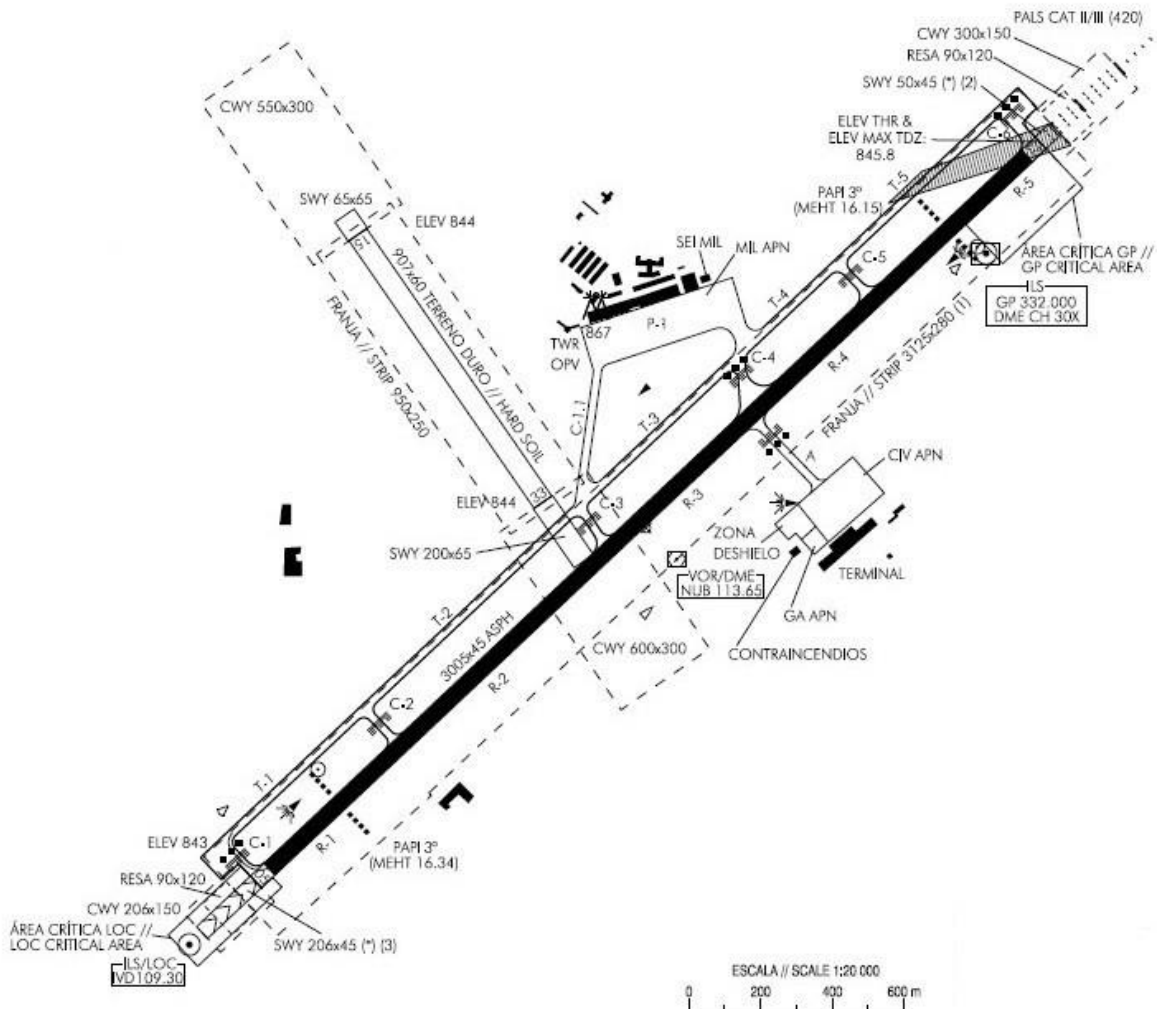 PALS CAT II/III (420)
CWY 300x150
RESA 90x120
SWY 50x45 (*) (2)
CWY 550x300
ELEV THR &
ELEV MAX TDZ:
845.8
C-6
T-5
R-5
SWY 65x65
ELEV 844
15
PAPI 3º
(MEHT 16.15)
SEI MIL
MIL APN
C-5
ÁREA CRÍTICA GP //
GP CRITICAL AREA
ILS
GP 332.000
DME CH 30X
907x60 TERRENO DURO // HARD SOIL
FRANJA // STRIP 950x250
T-4
P-1
867
TWR
OPV
C-4
R-4
FRANJA // STRIP 3125x280 (1)
C-1.1
T-3
A
CIV APN
ELEV 844
33
C-3
R-3
SWY 200x65
ZONA
DESHIELO
VOR/DME
NUB 113.65
TERMINAL
GA APN
T-2
3005x45 ASPH
CWY 600x300
CONTRAINCENDIOS
R-2
C-2
T-1
ELEV 843
C-1
R-1
PAPI 3º
(MEHT 16.34)
RESA 90x120
05
CWY 206x150
ÁREA CRÍTICA LOC //
LOC CRITICAL AREA
SWY 206x45 (*) (3)
ILS/LOC
IVD109.30
ESCALA // SCALE 1:20 000
0 200 400 600 m